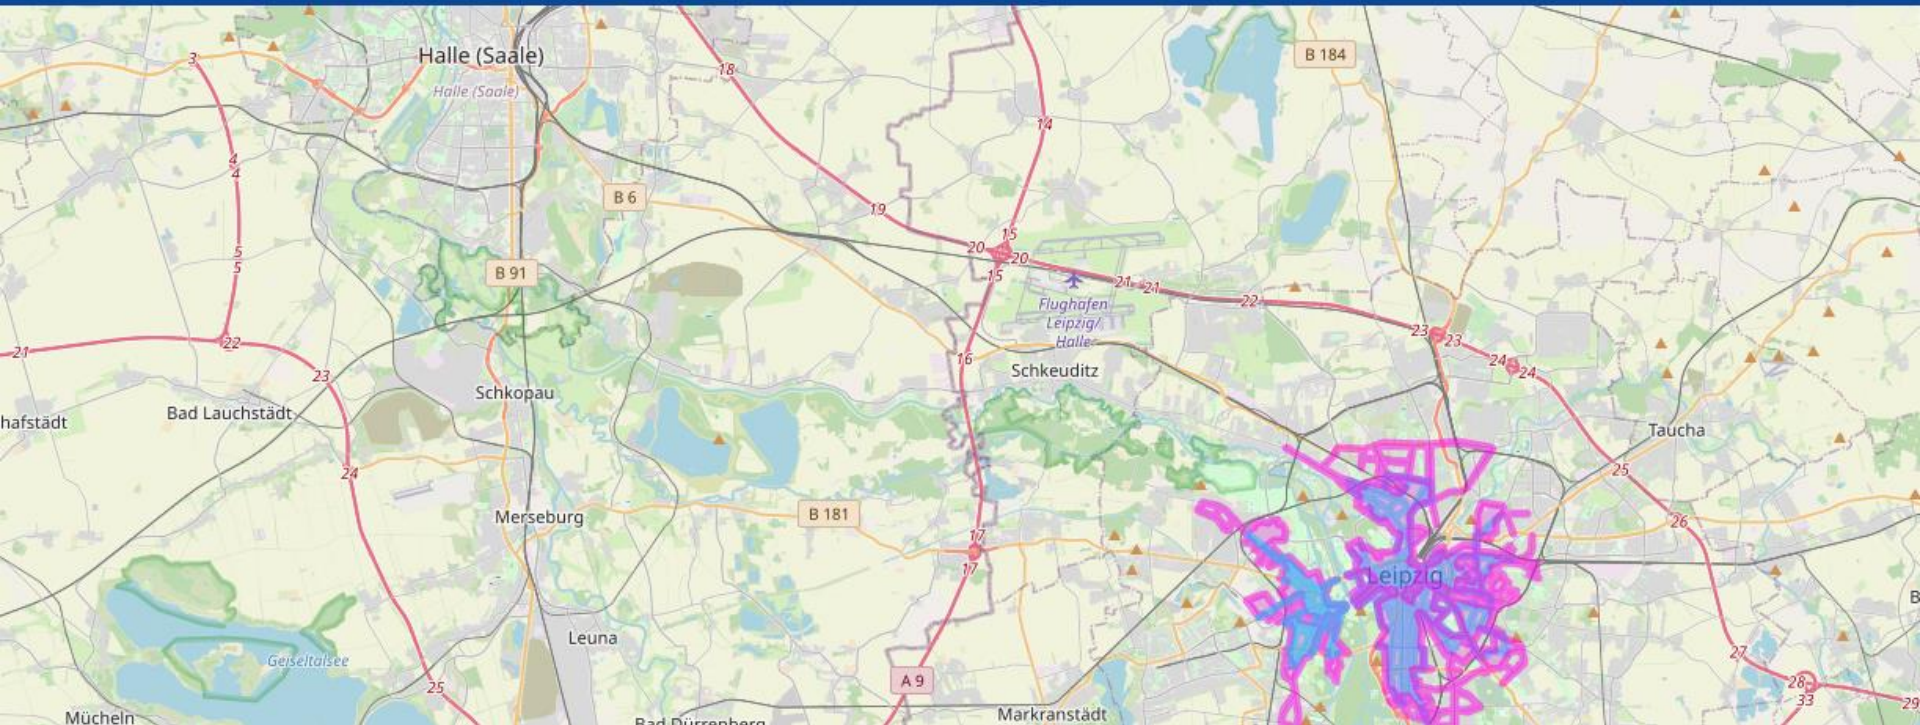 Halle (Saale)
Halle (Saale)
B 184
3
18
14
4
4
B 6
19
5
5
B 91
20
15
20
15
21
21
22
Flughafen
Leipzig/
Halle
21
22
23
23
23
16
24
24
Schkeuditz
Schkopau
hafstädt
Bad Lauchstädt
Taucha
24
25
Merseburg
B 181
17
17
26
Leipzig
B
Leuna
Geiseltalsee
27
A 9
28
33
29
25
Mücheln
Bad Dürrenberg
Markranstädt